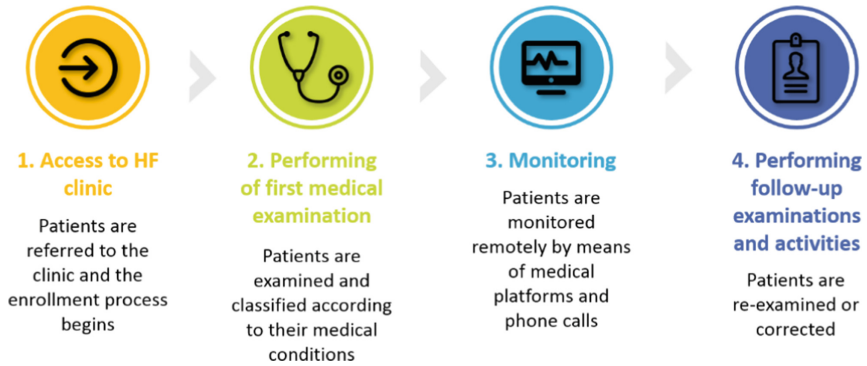 1. Access to HF
clinic
Patients are
referred to the
clinic and the
enrollment process
begins
2. Performing
of first medical
examination
Patients are
examined and
classified according
to their medical
conditions
3. Monitoring
Patients are
monitored
remotely by means
of medical
platforms and
phone calls
4. Performing
follow-up
examinations
and activities
Patients are
re-examined or
corrected